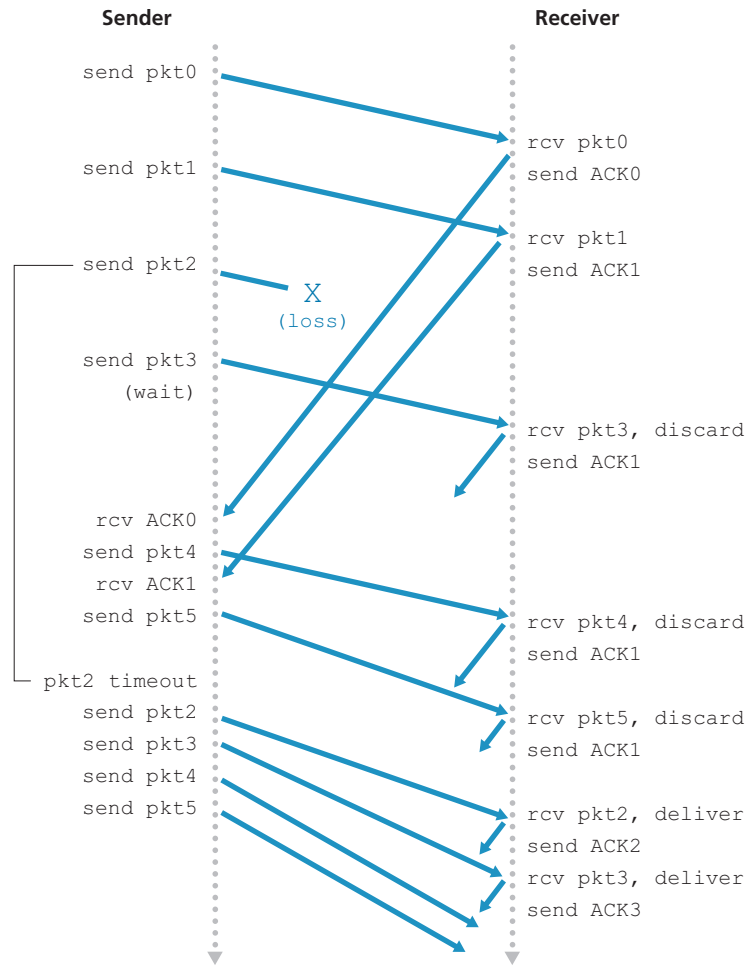 Sender
Receiver
send pkt0
rcv pkt0
send ACK0
send pkt1
rcv pkt1
send ACK1
send pkt2
X
(loss)
send pkt3
(wait)
rcv pkt3, discard
send ACK1
rcv ACK0
send pkt4
rcv ACK1
send pkt5
rcv pkt4, discard
send ACK1
pkt2 timeout
send pkt2
send pkt3
send pkt4
send pkt5
rcv pkt5, discard
send ACK1
rcv pkt2, deliver
send ACK2
rcv pkt3, deliver
send ACK3